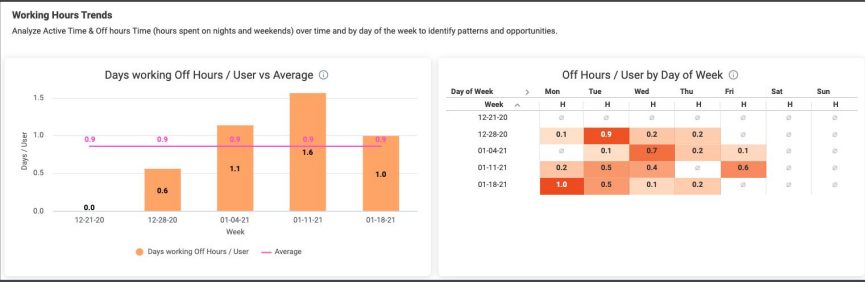 Working Hours Trends
Analyze Active Time & Off hours Time (hours spent on nights and weekends) over time and by day of the week to identify patterns and opportunities.
Days working Off Hours / User vs Average ⓘ
1.5
1.0
0.5
0.0
Days / User
0.9 0.9 0.9 0.9 0.9
0.0 0.6 1.1 1.6 1.0
12-21-20 12-28-20 01-04-21 01-11-21 01-18-21
Week
Days working Off Hours / User Average
Off Hours / User by Day of Week ⓘ
Day of Week > Mon Tue Wed Thu Fri Sat Sun
Week ^ H H H H H H H
12-21-20 ∅ ∅ ∅ ∅ ∅ ∅ ∅
12-28-20 0.1 0.9 0.2 0.2 ∅ ∅ ∅
01-04-21 ∅ 0.1 0.7 0.2 0.1 ∅ ∅
01-11-21 0.2 0.5 0.4 ∅ 0.6 ∅ ∅
01-18-21 1.0 0.5 0.1 0.2 ∅ ∅ ∅